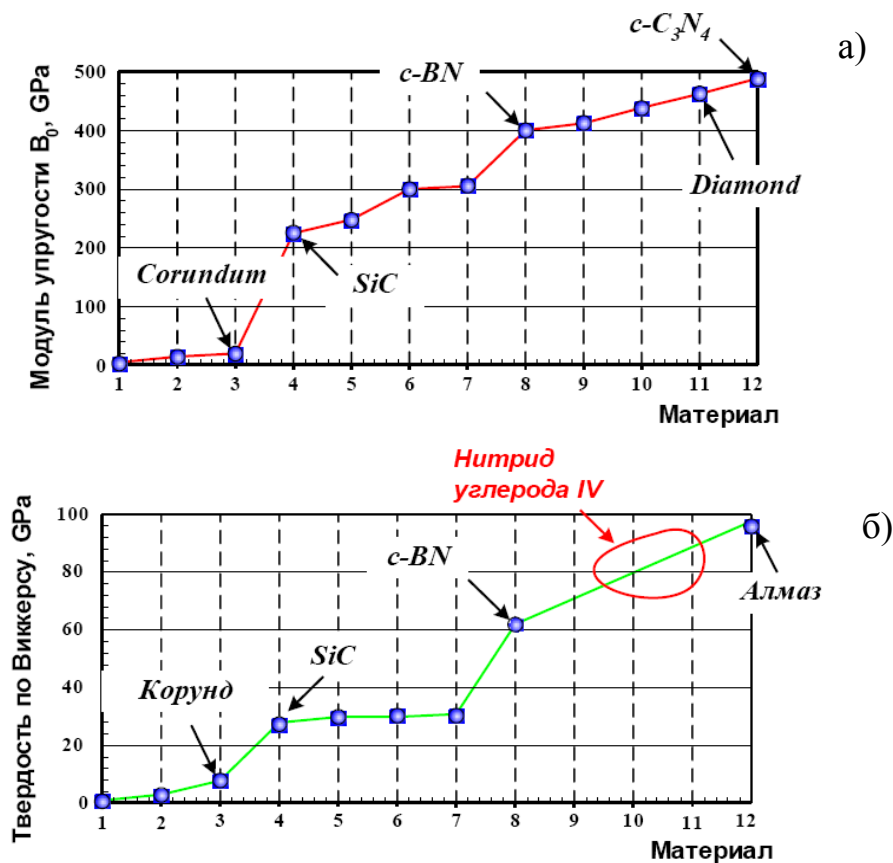 c-C₃N₄
а)
c-BN
500
400
300
200
100
0
Модуль упругости B₀, GPa
Diamond
Corundum
SiC
1 2 3 4 5 6 7 8 9 10 11 12
Материал
Нитрид
углерода IV
б)
100
80
60
40
20
0
Твердость по Виккерсу, GPa
c-BN
Алмаз
SiC
Корунд
1 2 3 4 5 6 7 8 9 10 11 12
Материал